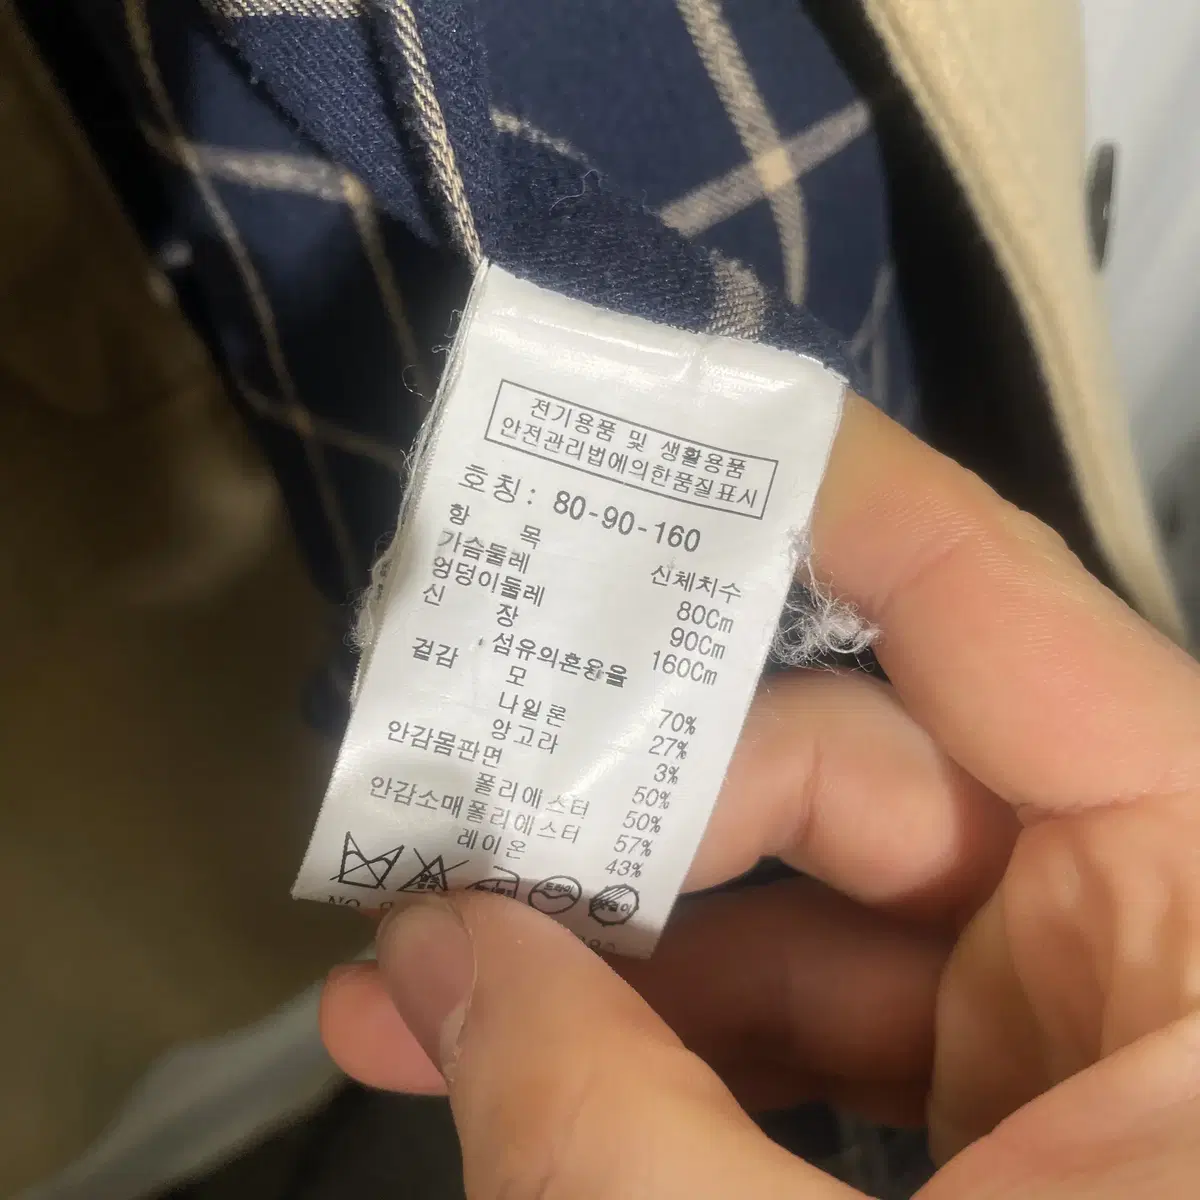 전기용품 및 생활용품
안전관리법에의한품질표시
호칭: 80-90-160
항 목 신체치수
가슴둘레 80Cm
엉덩이둘레 90Cm
신 장 160Cm
섬유의혼용율
겉감 모 70%
나일론 27%
앙고라 3%
안감몸판면 50%
폴리에스터 50%
안감소매폴리에스터 57%
레이온 43%
드라이